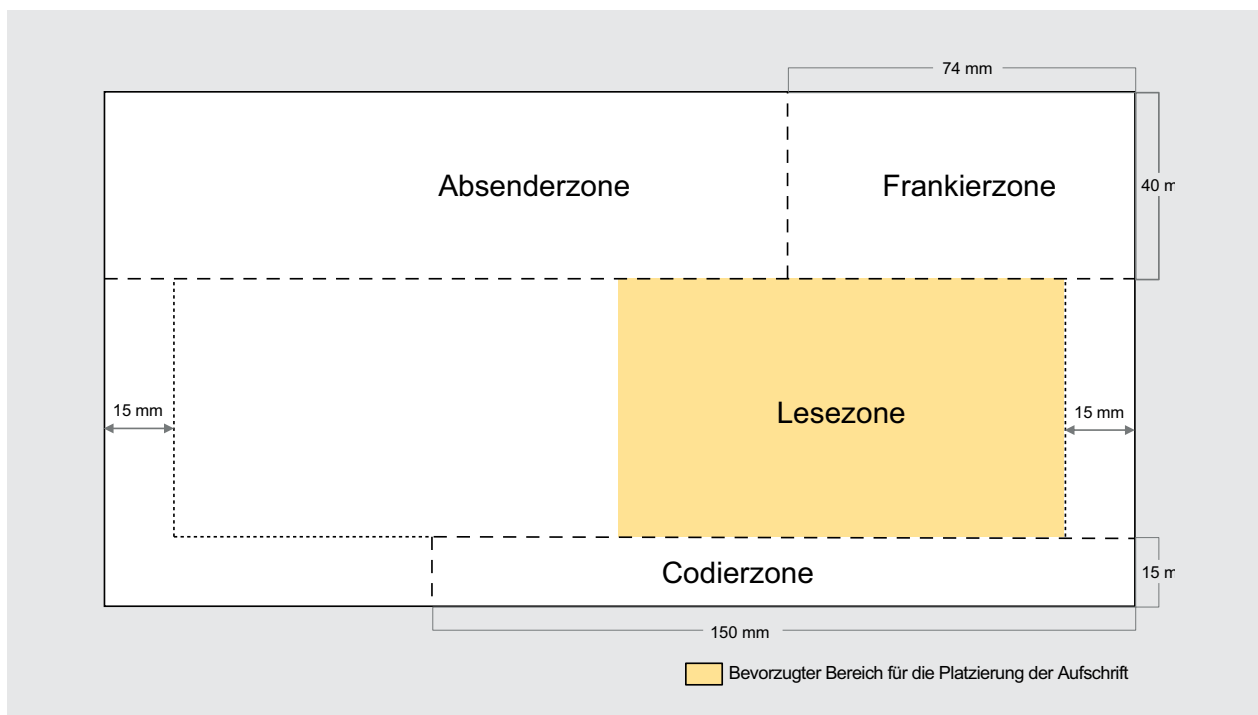 74 mm
Absenderzone
Frankierzone
40 m
15 mm
Lesezone
15 mm
Codierzone
15 m
150 mm
Bevorzugter Bereich für die Platzierung der Aufschrift